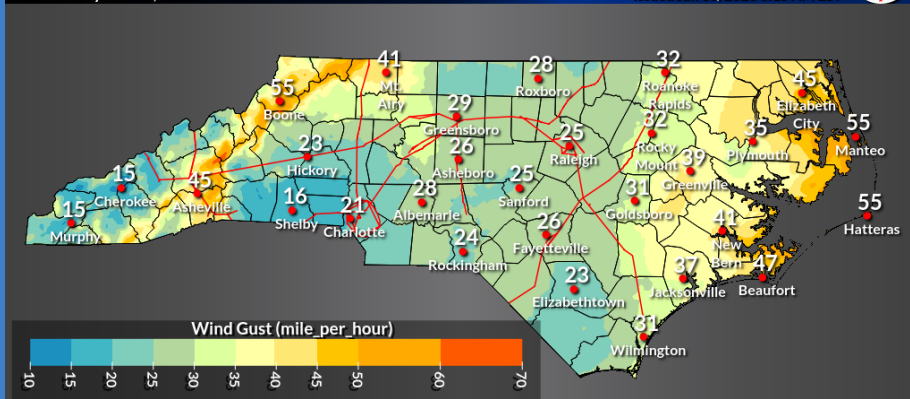 41
Mt.
Airy
28
Roxboro
32
Roanoke
Rapids
45
Elizabeth
City
55
Boone
29
Greensboro
32
Rocky
Mount
35
Plymouth
55
Manteo
23
Hickory
26
Asheboro
25
Raleigh
39
Greenville
15
Cherokee
45
Asheville
16
Shelby
21
Charlotte
28
Albemarle
25
Sanford
31
Goldsboro
55
Hatteras
15
Murphy
24
Rockingham
26
Fayetteville
41
New
Bern
23
Elizabethtown
37
Jacksonville
47
Beaufort
31
Wilmington
Wind Gust (mile_per_hour)
10 15 20 25 30 35 40 45 50 60 70